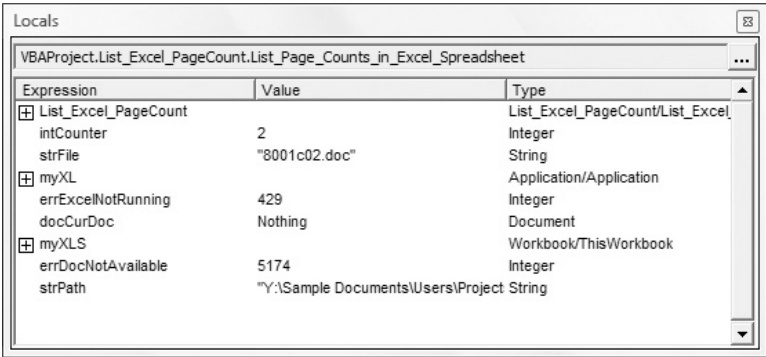 Locals
VBAProject.List_Excel_PageCount.List_Page_Counts_in_Excel_Spreadsheet ...
Expression Value Type
List_Excel_PageCount List_Excel_PageCount/List_Excel_
intCounter 2 Integer
strFile "8001c02.doc" String
myXL Application/Application
errExcelNotRunning 429 Integer
docCurDoc Nothing Document
myXLS Workbook/ThisWorkbook
errDocNotAvailable 5174 Integer
strPath "Y:\Sample Documents\Users\Project String